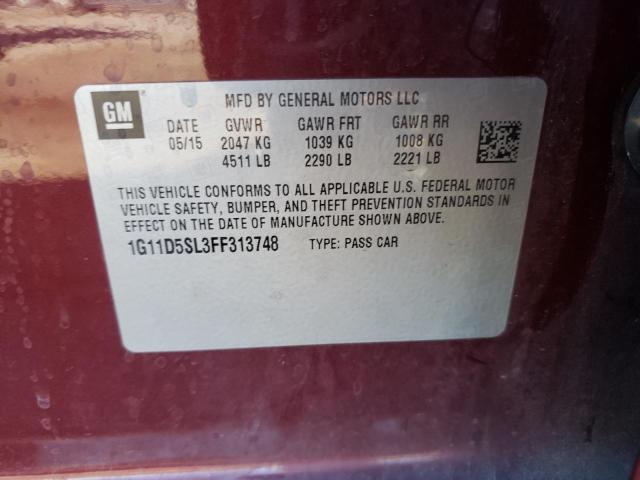 GM
MFD BY GENERAL MOTORS LLC
DATE GVWR GAWR FRT GAWR RR
05/15 2047 KG 1039 KG 1008 KG
4511 LB 2290 LB 2221 LB
THIS VEHICLE CONFORMS TO ALL APPLICABLE U.S. FEDERAL MOTOR
VEHICLE SAFETY, BUMPER, AND THEFT PREVENTION STANDARDS IN
EFFECT ON THE DATE OF MANUFACTURE SHOWN ABOVE.
1G11D5SL3FF313748 TYPE: PASS CAR